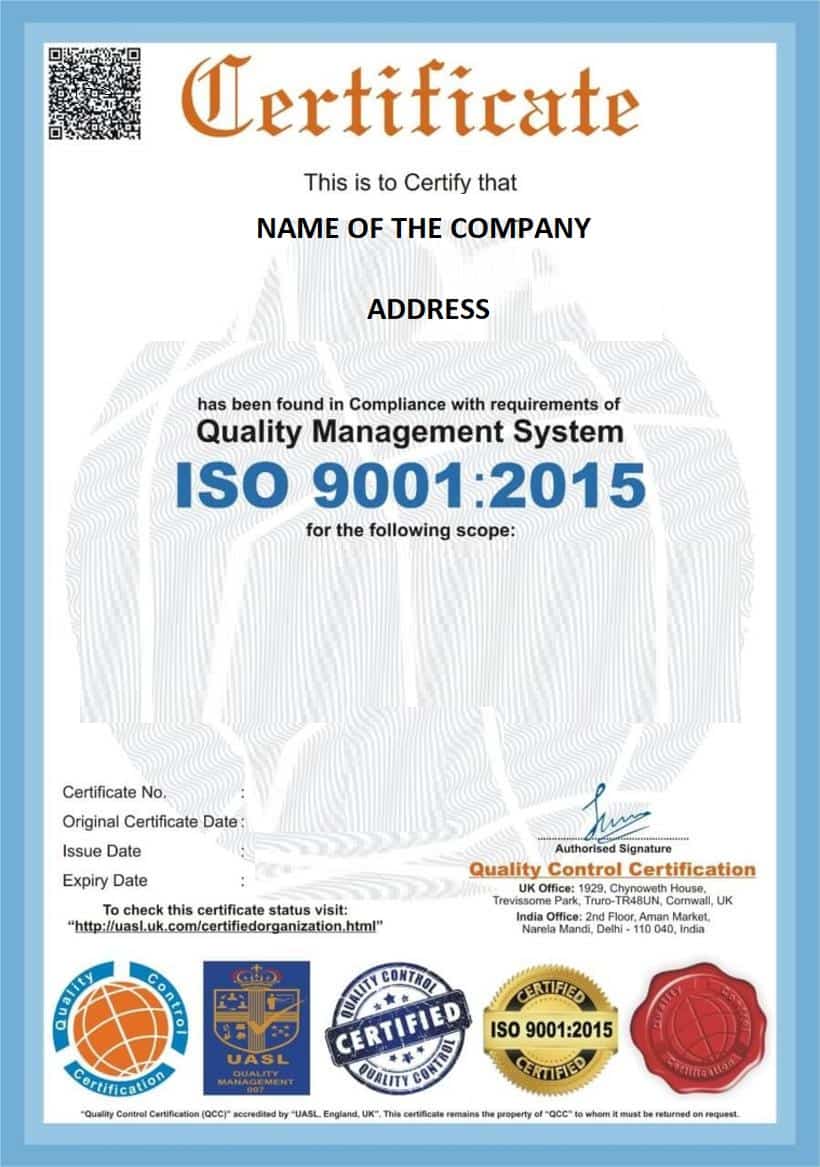 Certificate
This is to Certify that
NAME OF THE COMPANY
ADDRESS
has been found in Compliance with requirements of
Quality Management System
ISO 9001:2015
for the following scope:
Certificate No. :
Original Certificate Date :
Issue Date :
Expiry Date :
To check this certificate status visit:
“http://uasl.uk.com/certifiedorganization.html”
Authorised Signature
Quality Control Certification
UK Office: 1929, Chynoweth House,
Trevissome Park, Truro-TR48UN, Cornwall, UK
India Office: 2nd Floor, Aman Market,
Narela Mandi, Delhi - 110 040, India
Quality Control
Certification
UASL
QUALITY
MANAGEMENT
007
QUALITY CONTROL
CERTIFIED
QUALITY CONTROL
CERTIFIED
ISO 9001:2015
CERTIFIED
Quality Control
Certification
“Quality Control Certification (QCC)” accredited by “UASL, England, UK”. This certificate remains the property of “QCC” to whom it must be returned on request.